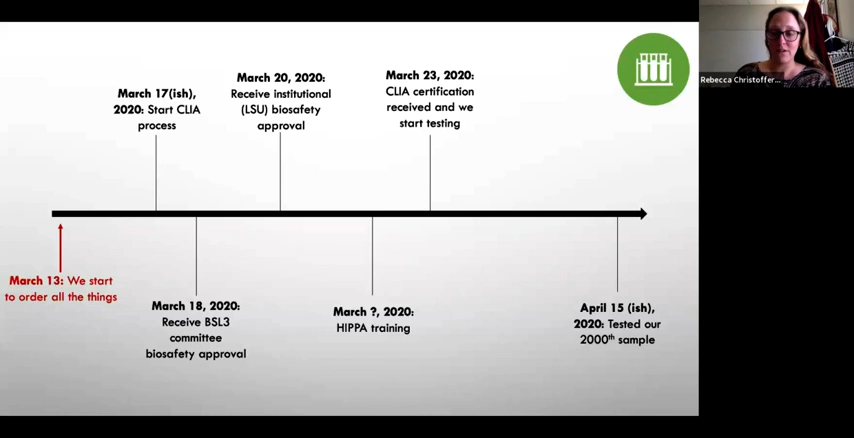 March 17(ish),
2020: Start CLIA
process
March 20, 2020:
Receive institutional
(LSU) biosafety
approval
March 23, 2020:
CLIA certification
received and we
start testing
Rebecca Christoffer...
March 13: We start
to order all the things
March 18, 2020:
Receive BSL3
committee
biosafety approval
March ?, 2020:
HIPPA training
April 15 (ish),
2020: Tested our
2000th sample